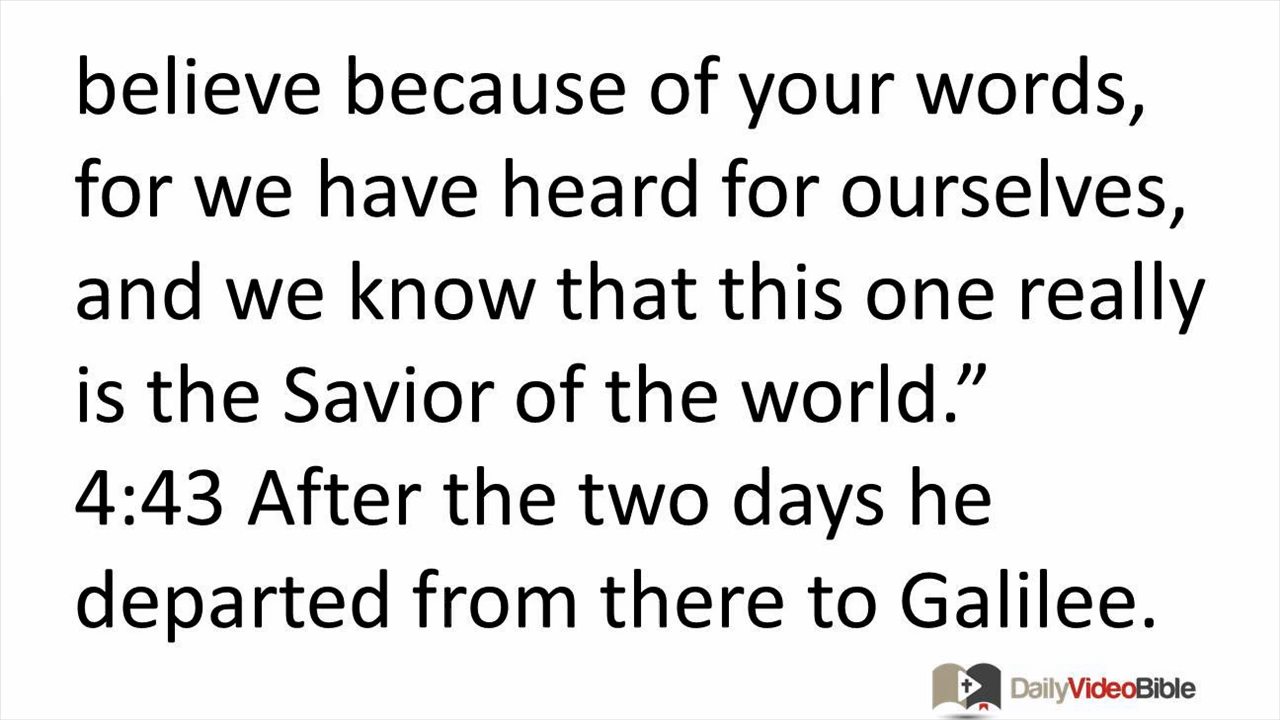 believe because of your words,
for we have heard for ourselves,
and we know that this one really
is the Savior of the world.”
4:43 After the two days he
departed from there to Galilee.
DailyVideoBible